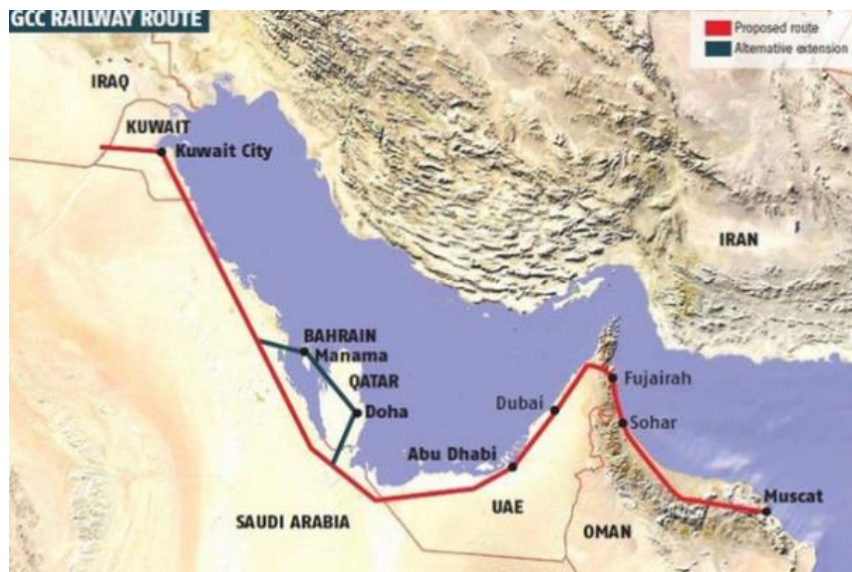 GCC RAILWAY ROUTE
Proposed route
Alternative extension
IRAQ
KUWAIT
Kuwait City
IRAN
BAHRAIN
Manama
QATAR
Doha
Dubai
Fujairah
Sohar
Abu Dhabi
Muscat
UAE
SAUDI ARABIA
OMAN